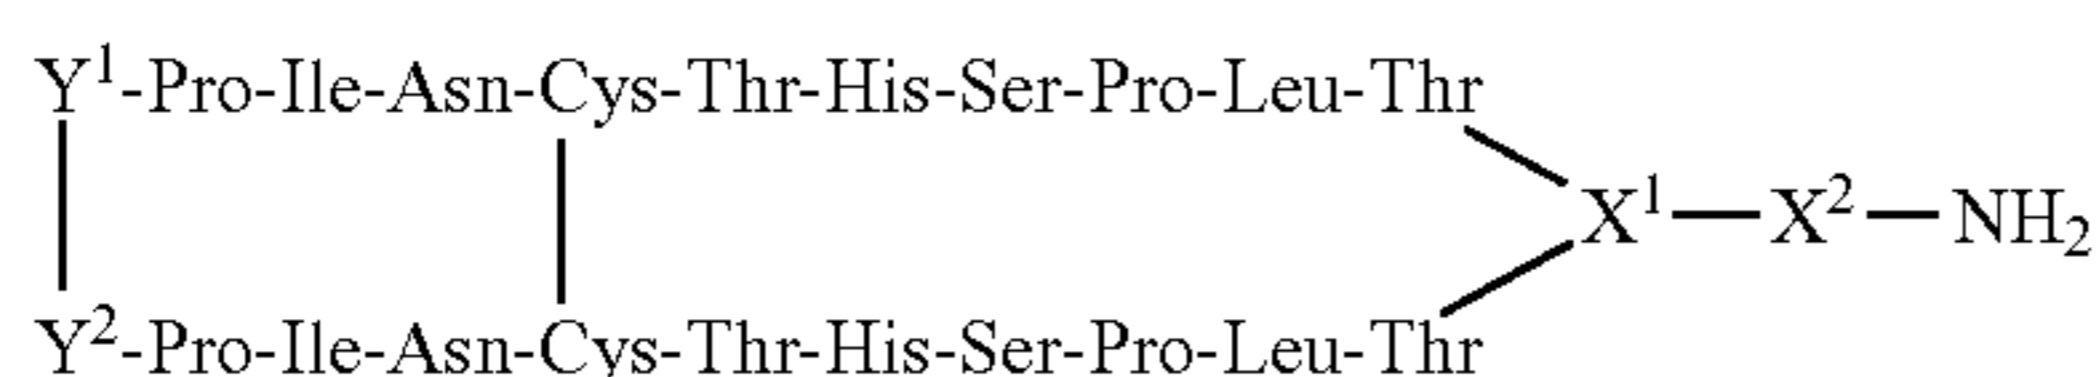 Y¹-Pro-Ile-Asn-Cys-Thr-His-Ser-Pro-Leu-Thr
X¹—X²—NH₂
Y²-Pro-Ile-Asn-Cys-Thr-His-Ser-Pro-Leu-Thr